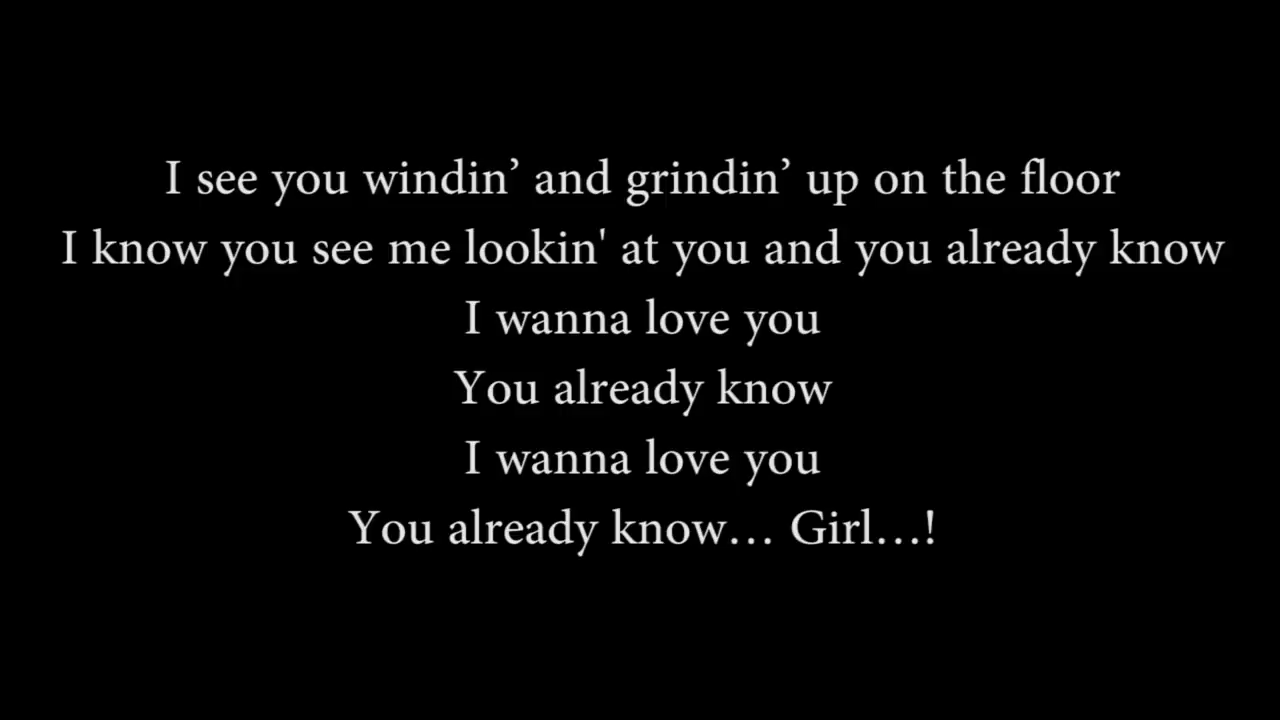 I see you windin’ and grindin’ up on the floor
I know you see me lookin' at you and you already know
I wanna love you
You already know
I wanna love you
You already know… Girl…!